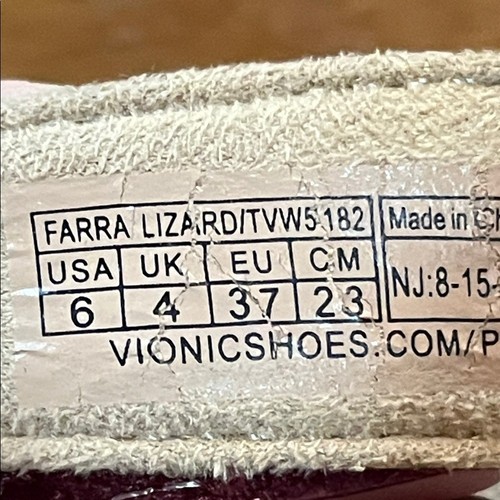 FARRA LIZARD/TVW5182
Made in
USA UK EU CM
NJ:8-15-
6 4 37 23
VIONICSHOES.COM/P